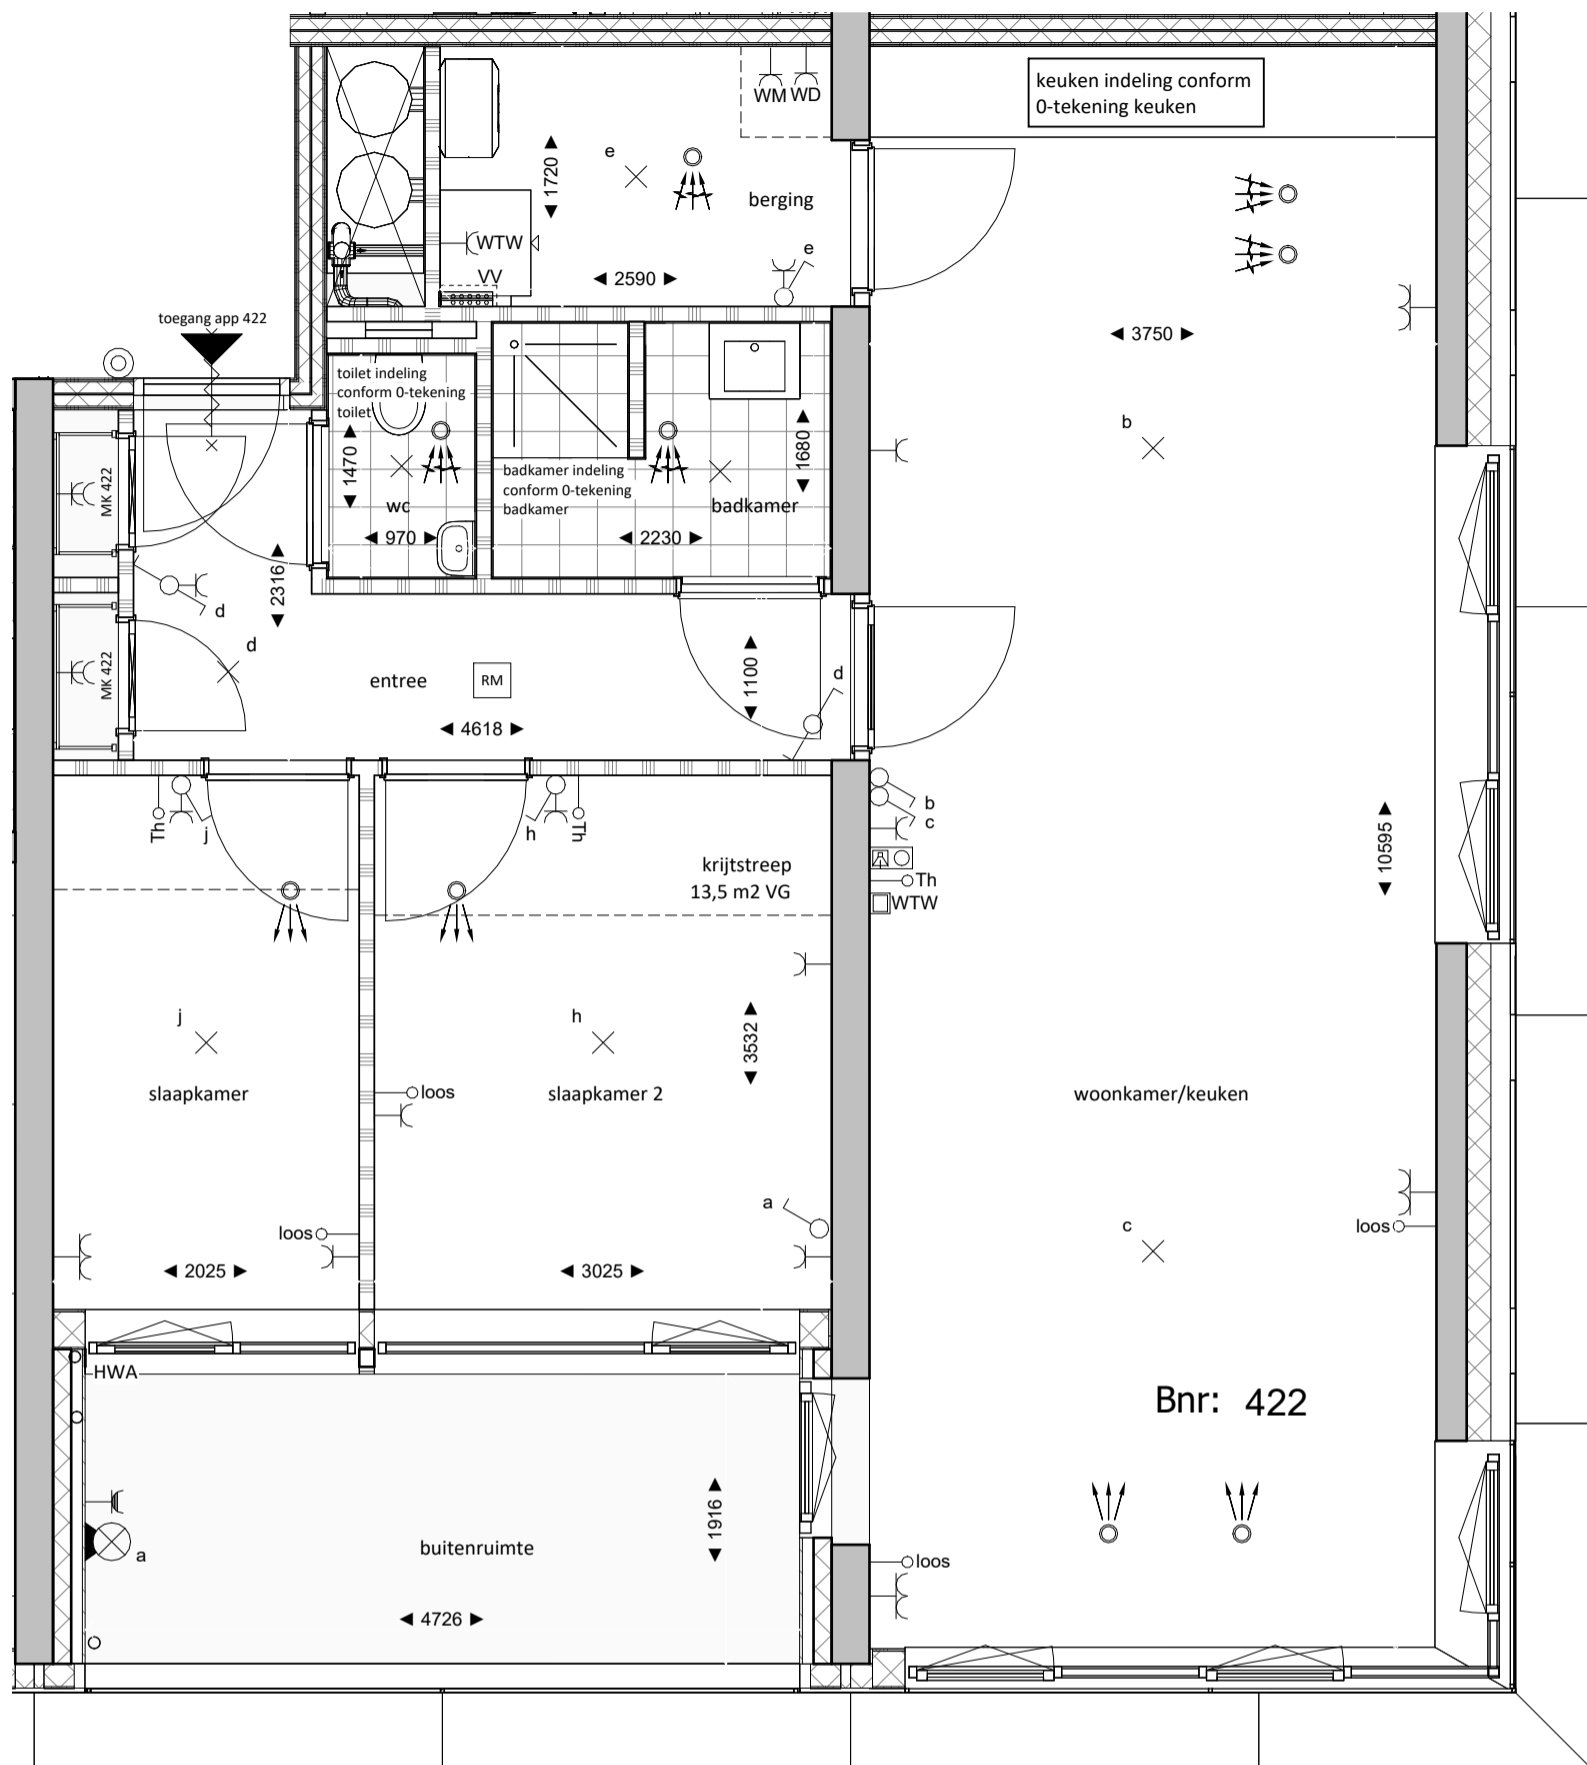 keuken indeling conform
0-tekening keuken
WM WD
e
1720
berging
WTW
VV
2590
e
toegang app 422
3750
toilet indeling
conform 0-tekening
toilet
1470
wc
970
badkamer indeling
conform 0-tekening
badkamer
1680
badkamer
2230
b
MK 422
2316
d
d
MK 422
entree
RM
1100
d
4618
Th
j
h
Th
krijtstreep
13,5 m2 VG
b
c
Th
WTW
10595
j
h
3532
slaapkamer
loos
slaapkamer 2
woonkamer/keuken
a
c
loos
loos
2025
3025
HWA
Bnr: 422
1916
a
buitenruimte
loos
4726